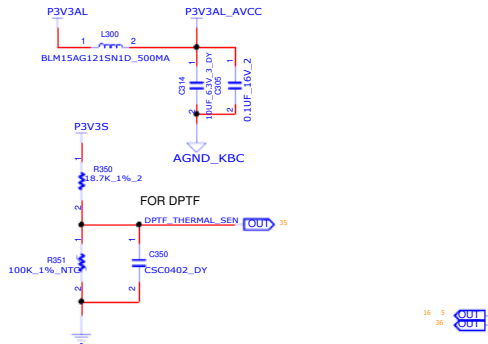 P3V3AL P3V3AL_AVCC
L300
1 2
BLM15AG121SN1D_500MA
1 1
C314 10UF_6.3V_3_DY C305 0.1UF_16V_2
2 2
AGND_KBC
P3V3S
1
R350
18.7K_1%_2
2
FOR DPTF
DPTF_THERMAL_SEN OUT 35
1 1
R351 C350
100K_1%_NTC CSC0402_DY
2 2
16 5 OUT
36 OUT